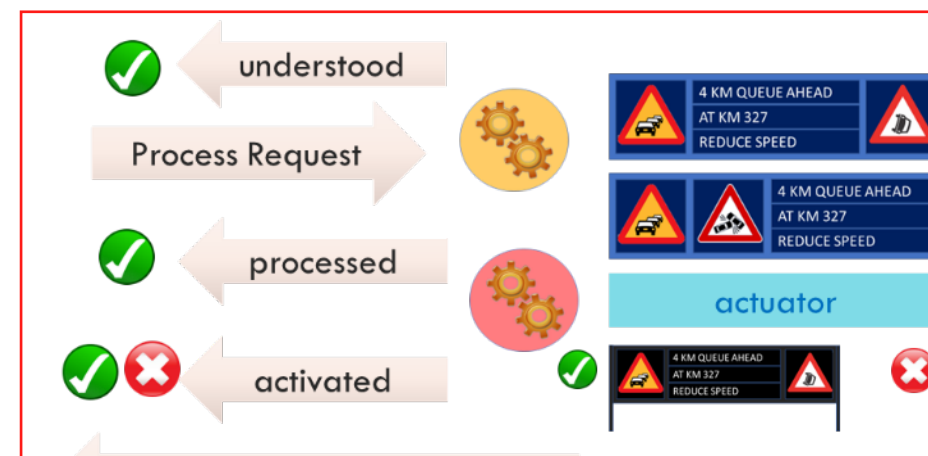 understood
Process Request
processed
activated
4 KM QUEUE AHEAD
AT KM 327
REDUCE SPEED
4 KM QUEUE AHEAD
AT KM 327
REDUCE SPEED
actuator
4 KM QUEUE AHEAD
AT KM 327
REDUCE SPEED